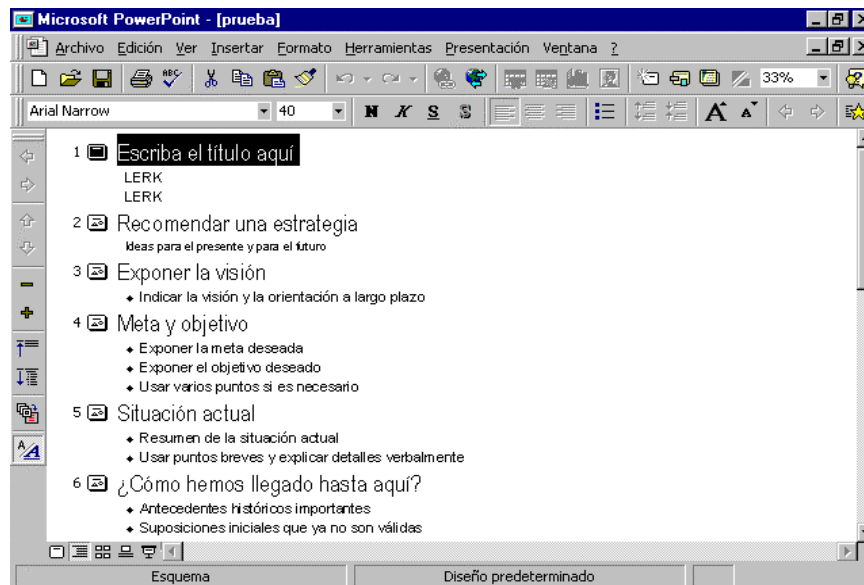 Microsoft PowerPoint - [prueba]
Archivo Edición Ver Insertar Formato Herramientas Presentación Ventana ?
ABC 33%
Arial Narrow 40 N K S S A A
1 Escriba el título aquí
LERK
LERK
2 Recomendar una estrategia
Ideas para el presente y para el futuro
3 Exponer la visión
Indicar la visión y la orientación a largo plazo
4 Meta y objetivo
Exponer la meta deseada
Exponer el objetivo deseado
Usar varios puntos si es necesario
5 Situación actual
Resumen de la situación actual
Usar puntos breves y explicar detalles verbalmente
6 ¿Cómo hemos llegado hasta aquí?
Antecedentes históricos importantes
Suposiciones iniciales que ya no son válidas
Esquema Diseño predeterminado